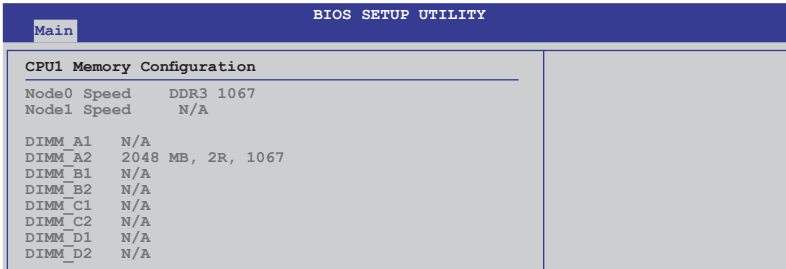 BIOS SETUP UTILITY
Main
CPU1 Memory Configuration
Node0 Speed DDR3 1067
Node1 Speed N/A
DIMM_A1 N/A
DIMM_A2 2048 MB, 2R, 1067
DIMM_B1 N/A
DIMM_B2 N/A
DIMM_C1 N/A
DIMM_C2 N/A
DIMM_D1 N/A
DIMM_D2 N/A